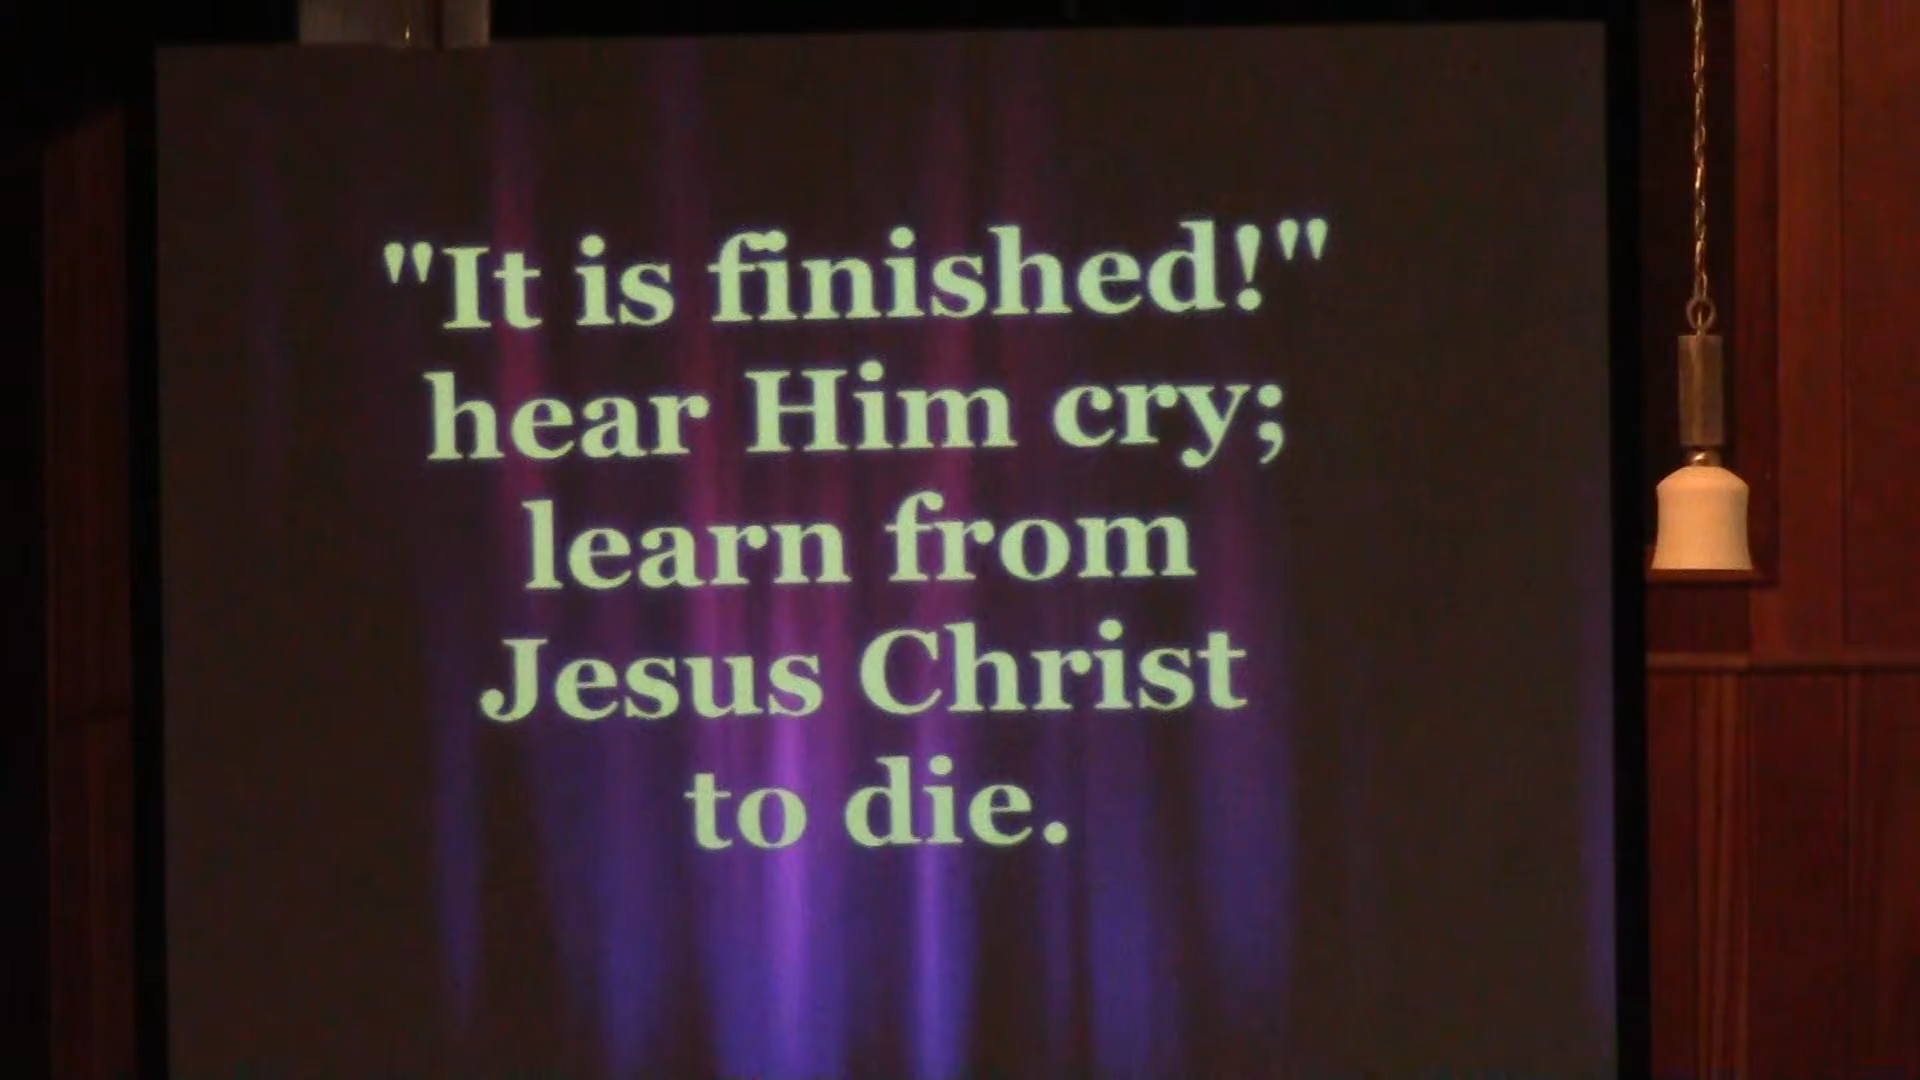 "It is finished!"
hear Him cry;
learn from
Jesus Christ
to die.